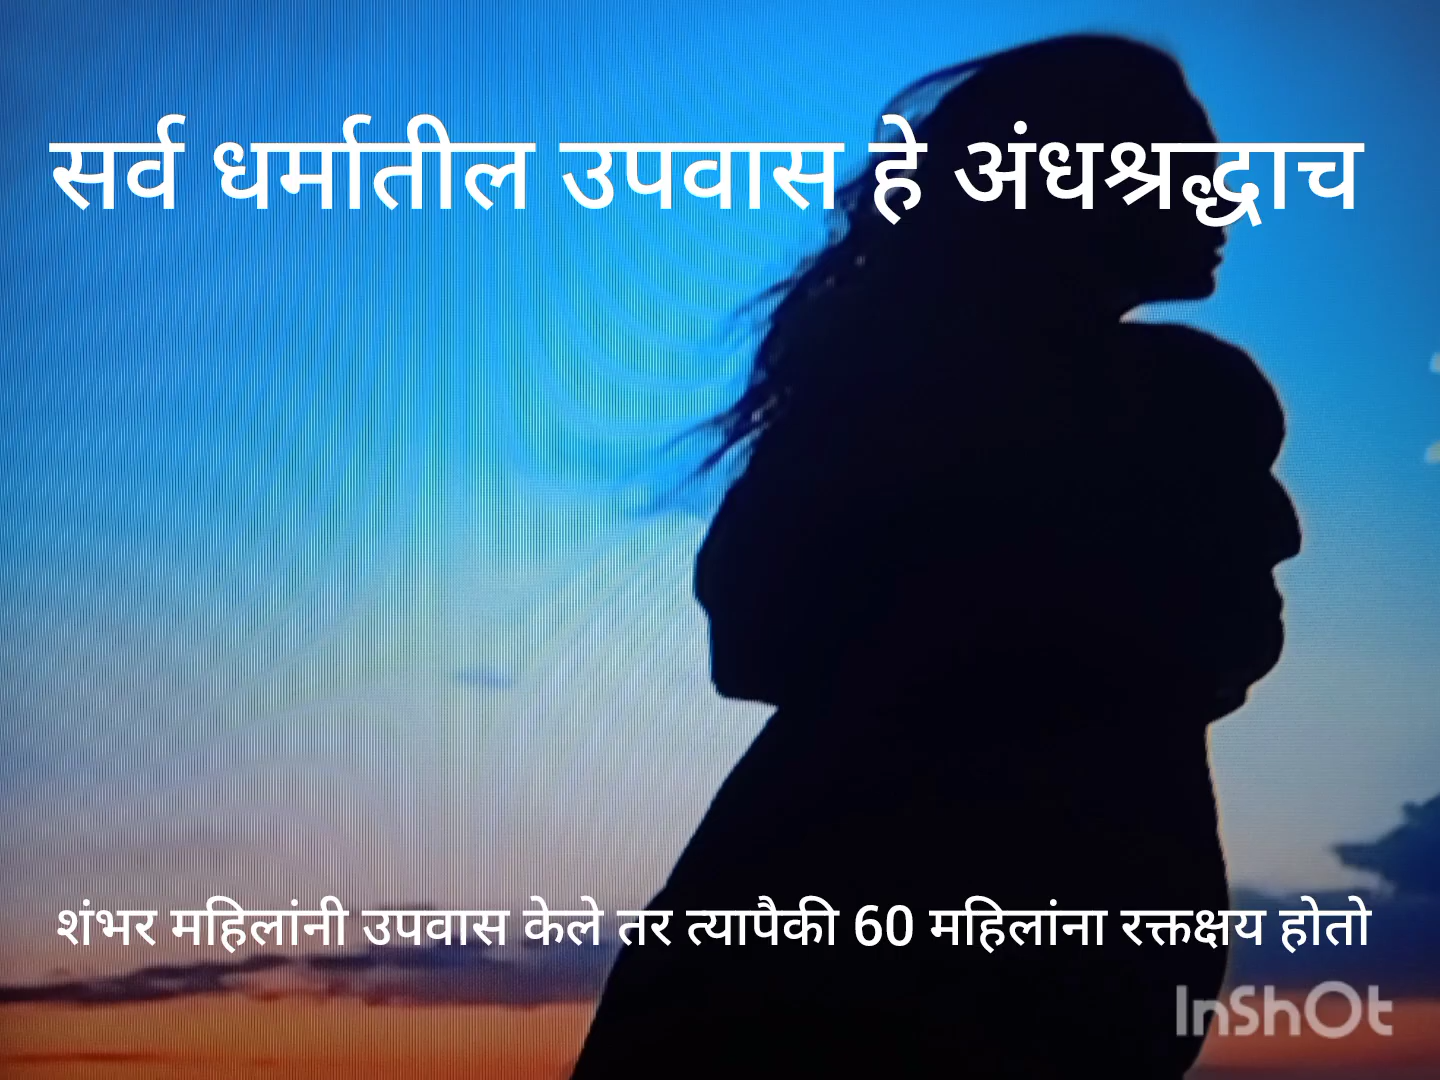 सर्व धर्मातील उपवास हे अंधश्रद्धाच
शंभर महिलांनी उपवास केले तर त्यापैकी 60 महिलांना रक्तक्षय होतो
InShOt